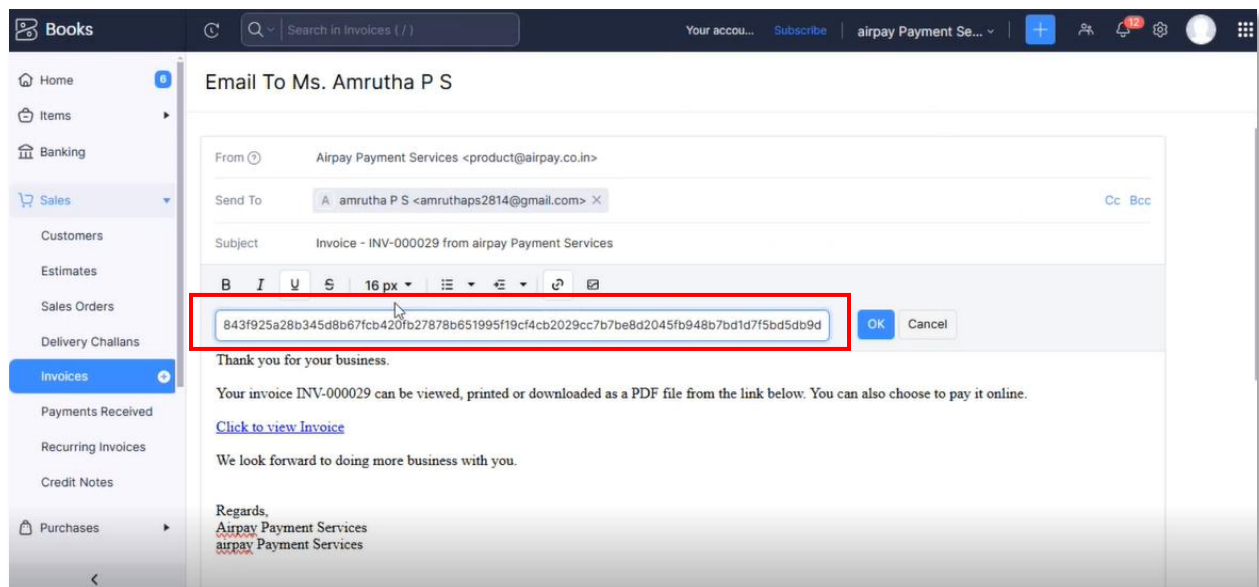 Books
Search in Invoices ( / )
Your accou... Subscribe
airpay Payment Se...
12
Home 6
Items
Banking
Sales
Customers
Estimates
Sales Orders
Delivery Challans
Invoices
Payments Received
Recurring Invoices
Credit Notes
Purchases
Email To Ms. Amrutha P S
From Airpay Payment Services <product@airpay.co.in>
Send To A amrutha P S <amruthaps2814@gmail.com> Cc Bcc
Subject Invoice - INV-000029 from airpay Payment Services
B I U S 16 px
843f925a28b345d8b67fcb420fb27878b651995f19cf4cb2029cc7b7be8d2045fb948b7bd1d7f5bd5db9d OK Cancel
Thank you for your business.
Your invoice INV-000029 can be viewed, printed or downloaded as a PDF file from the link below. You can also choose to pay it online.
Click to view Invoice
We look forward to doing more business with you.
Regards,
Airpay Payment Services
airpay Payment Services